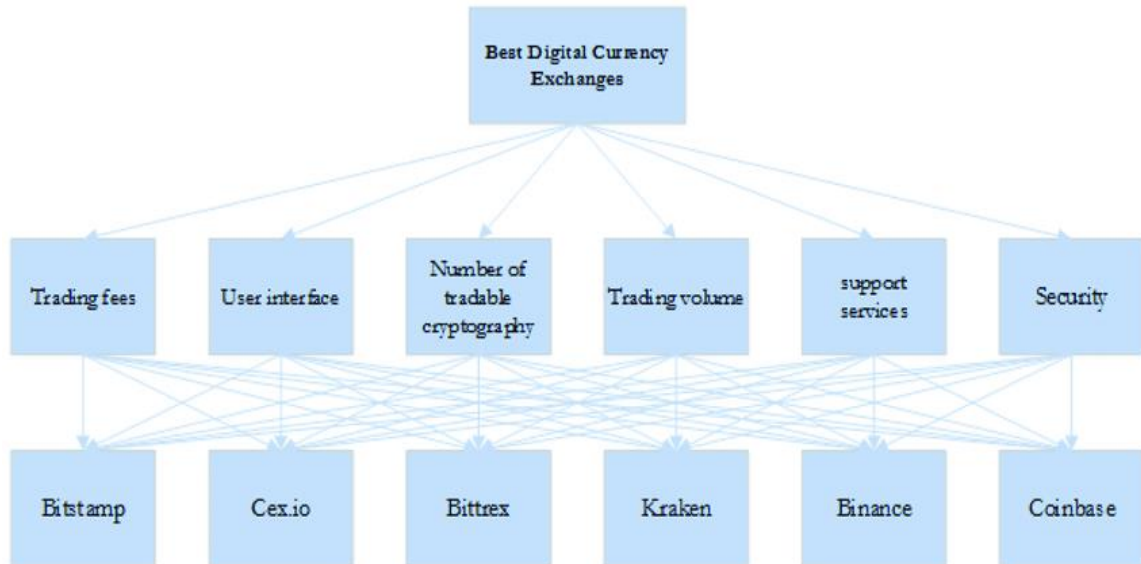 Best Digital Currency
Exchanges
Trading fees
User interface
Number of
tradable
cryptography
Trading volume
support
services
Security
Bitstamp
Cex.io
Bittrex
Kraken
Binance
Coinbase